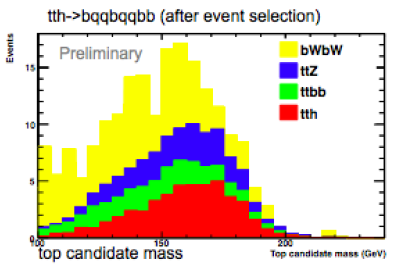 tth->bqqbqqbb (after event selection)
Events
Preliminary
bWbW
ttZ
ttbb
tth
15
10
5
0
100
150
200
top candidate mass
Top candidate mass (GeV)